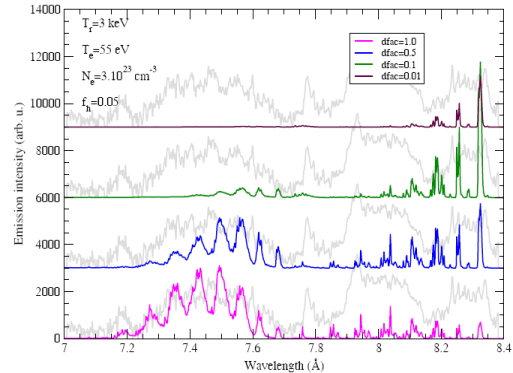 14000
12000
10000
8000
6000
4000
2000
0
T_r=3 keV
T_e=55 eV
N_e=3.10^23 cm^-3
f_h=0.05
dfac=1.0
dfac=0.5
dfac=0.1
dfac=0.01
Emission intensity (arb. u.)
7 7.2 7.4 7.6 7.8 8 8.2 8.4
Wavelength (Å)